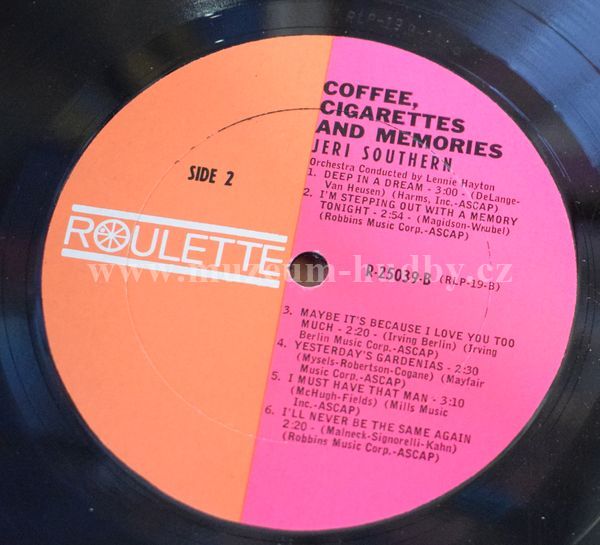 RLP-19
COFFEE,
CIGARETTES
AND MEMORIES
JERI SOUTHERN
Orchestra Conducted by Lennie Hayton
1. DEEP IN A DREAM - 3:00 - (DeLange-
Van Heusen) (Harms, Inc.-ASCAP)
2. I'M STEPPING OUT WITH A MEMORY
TONIGHT - 2:54 - (Magidson-Wrubel)
(Robbins Music Corp.-ASCAP)
SIDE 2
ROULETTE
www.muzeum-hudby.cz
R-25039-B (RLP-19-B)
3. MAYBE IT'S BECAUSE I LOVE YOU TOO
MUCH - 2:20 - (Irving Berlin) (Irving
Berlin Music Corp.-ASCAP)
4. YESTERDAY'S GARDENIAS - 2:30
(Mysels-Robertson-Cogane) (Mayfair
Music Corp.-ASCAP)
5. I MUST HAVE THAT MAN - 3:10
(McHugh-Fields) (Mills Music
Inc.-ASCAP)
6. I'LL NEVER BE THE SAME AGAIN
2:20 - (Malneck-Signorelli-Kahn)
(Robbins Music Corp.-ASCAP)